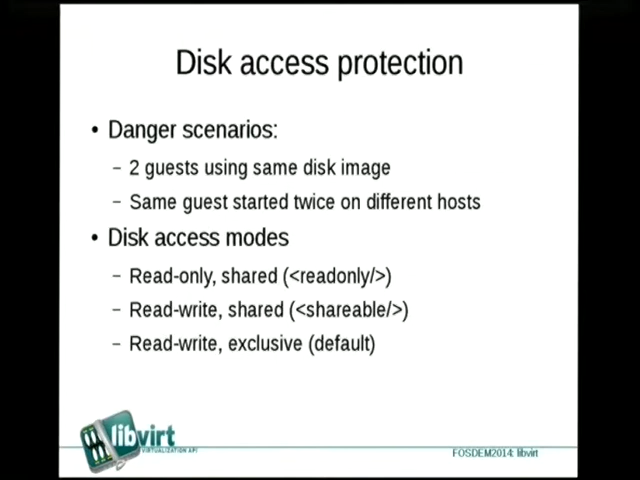 Disk access protection
• Danger scenarios:
– 2 guests using same disk image
– Same guest started twice on different hosts
• Disk access modes
– Read-only, shared (<readonly/>)
– Read-write, shared (<shareable/>)
– Read-write, exclusive (default)
libvirt
VIRTUALIZATION API
FOSDEM2014: libvirt